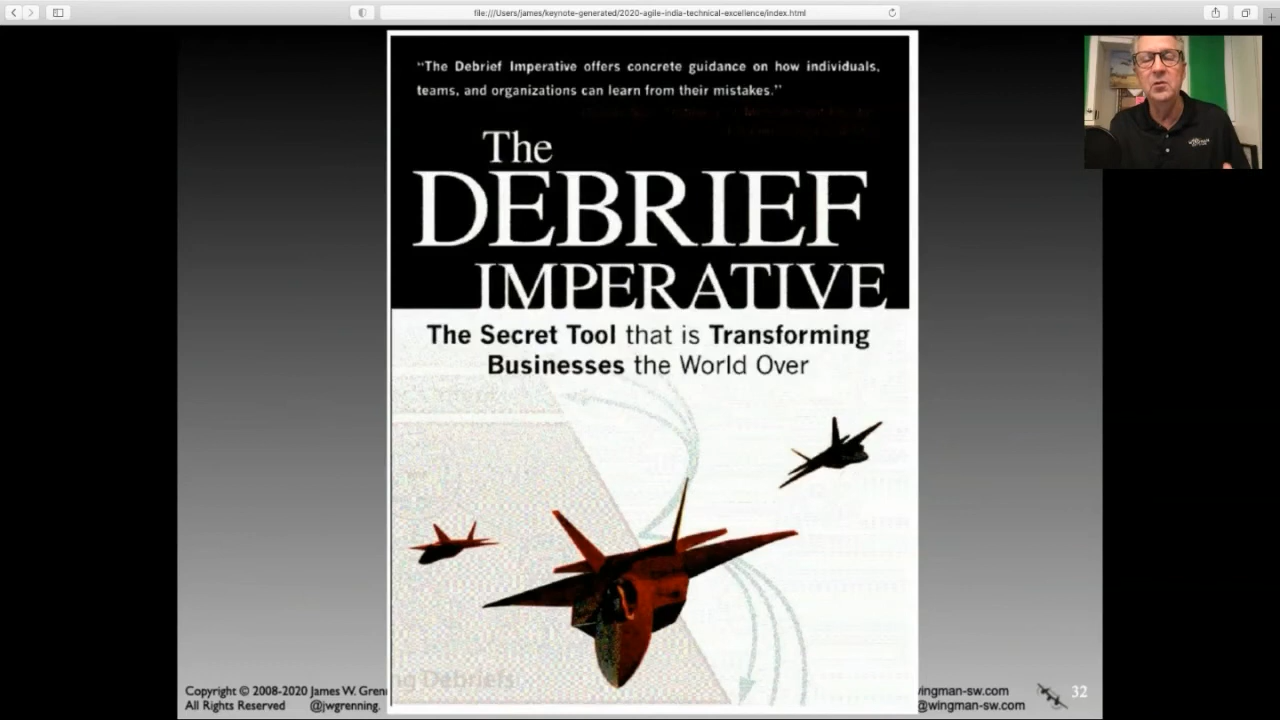 file:///Users/james/keynote-generated/2020-agile-india-technical-excellence/index.html
"The Debrief Imperative offers concrete guidance on how individuals,
teams, and organizations can learn from their mistakes."
The
DEBRIEF
IMPERATIVE
The Secret Tool that is Transforming
Businesses the World Over
ng Debriefs
Copyright © 2008-2020 James W. Grenn
All Rights Reserved @jwgrenning.
wingman-sw.com
@wingman-sw.com
32